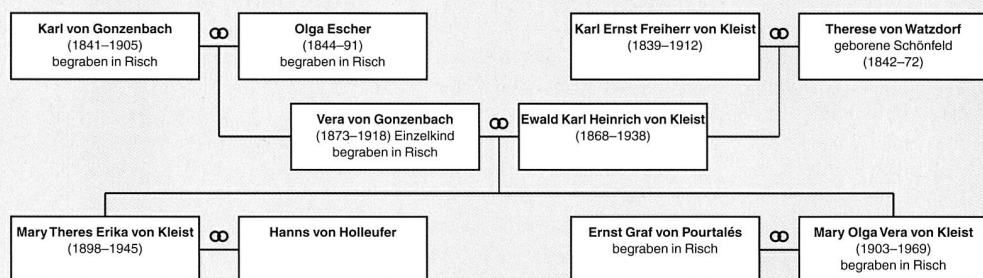 Karl von Gonzenbach
(1841–1905)
begraben in Risch
Olga Escher
(1844–91)
begraben in Risch
Karl Ernst Freiherr von Kleist
(1839–1912)
Therese von Watzdorf
geborene Schönfeld
(1842–72)
Vera von Gonzenbach
(1873–1918) Einzelkind
begraben in Risch
Ewald Karl Heinrich von Kleist
(1868–1938)
Mary Theres Erika von Kleist
(1898–1945)
Hanns von Holleufer
Ernst Graf von Pourtalés
begraben in Risch
Mary Olga Vera von Kleist
(1903–1969)
begraben in Risch